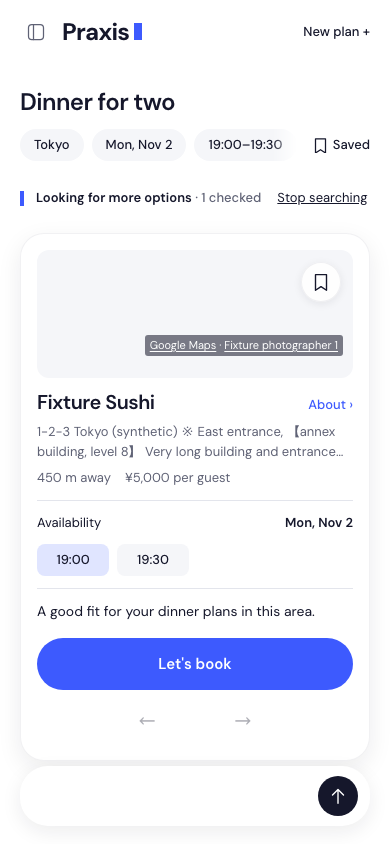 Praxis
New plan +
Dinner for two
Tokyo
Mon, Nov 2
19:00–19:30
Saved
Looking for more options · 1 checked
Stop searching
Google Maps · Fixture photographer 1
Fixture Sushi
About ›
1-2-3 Tokyo (synthetic) ※ East entrance, 【annex
building, level 8】 Very long building and entrance…
450 m away ¥5,000 per guest
Availability
Mon, Nov 2
19:00
19:30
A good fit for your dinner plans in this area.
Let's book
← →